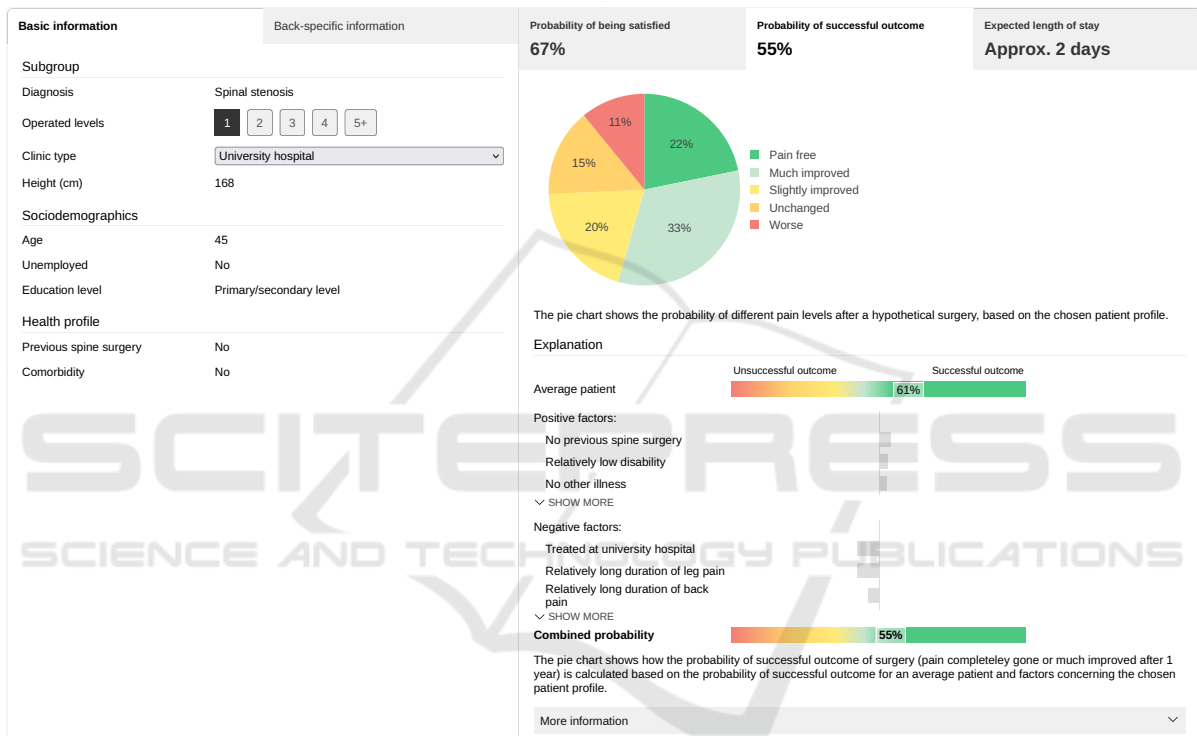 Basic information
Back-specific information
Subgroup
Diagnosis Spinal stenosis
Operated levels 1 2 3 4 5+
Clinic type University hospital
Height (cm) 168
Sociodemographics
Age 45
Unemployed No
Education level Primary/secondary level
Health profile
Previous spine surgery No
Comorbidity No
Probability of being satisfied
67%
Probability of successful outcome
55%
Expected length of stay
Approx. 2 days
11%
22%
15%
20%
33%
Pain free
Much improved
Slightly improved
Unchanged
Worse
The pie chart shows the probability of different pain levels after a hypothetical surgery, based on the chosen patient profile.
Explanation
Unsuccessful outcome Successful outcome
Average patient 61%
Positive factors:
No previous spine surgery
Relatively low disability
No other illness
SHOW MORE
Negative factors:
Treated at university hospital
Relatively long duration of leg pain
Relatively long duration of back
pain
SHOW MORE
Combined probability 55%
The pie chart shows how the probability of successful outcome of surgery (pain completeley gone or much improved after 1
year) is calculated based on the probability of successful outcome for an average patient and factors concerning the chosen
patient profile.
More information
SCITEPRESS
SCIENCE AND TECHNOLOGY PUBLICATIONS